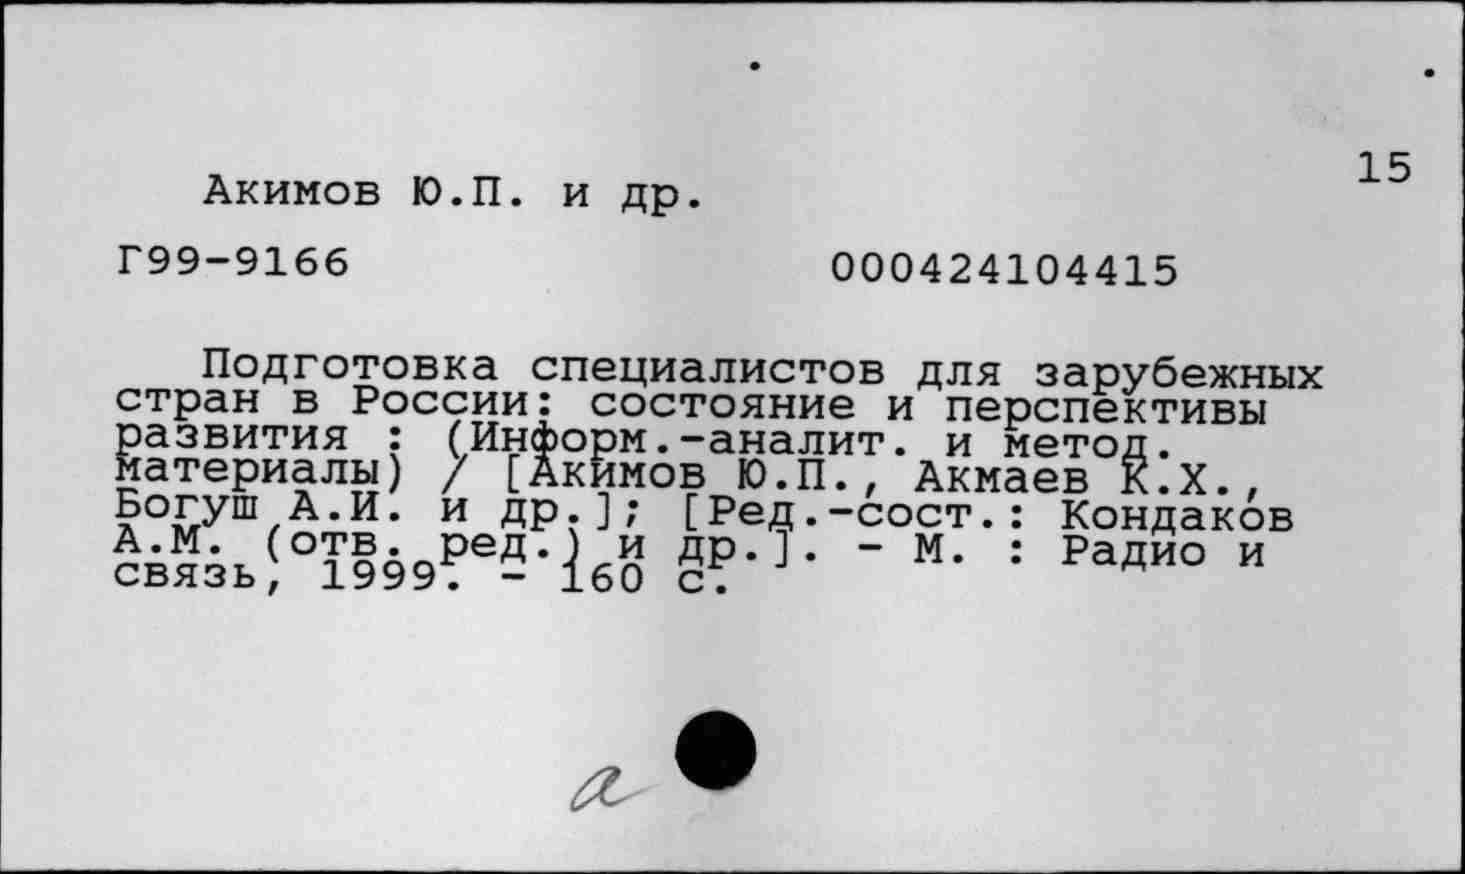 15
Акимов Ю.П. и др.
Г99-9166 000424104415
Подготовка специалистов для зарубежных
стран в России: состояние и перспективы
развития : (Информ.-аналит. и метод.
материалы) / [Акимов Ю.П., Акмаев К.Х.,
Богуш А.И. и др.]; [Ред.-сост.: Кондаков
А.М. (отв. ред.) и др.]. - М. : Радио и
связь, 1999. - 160 с.
а